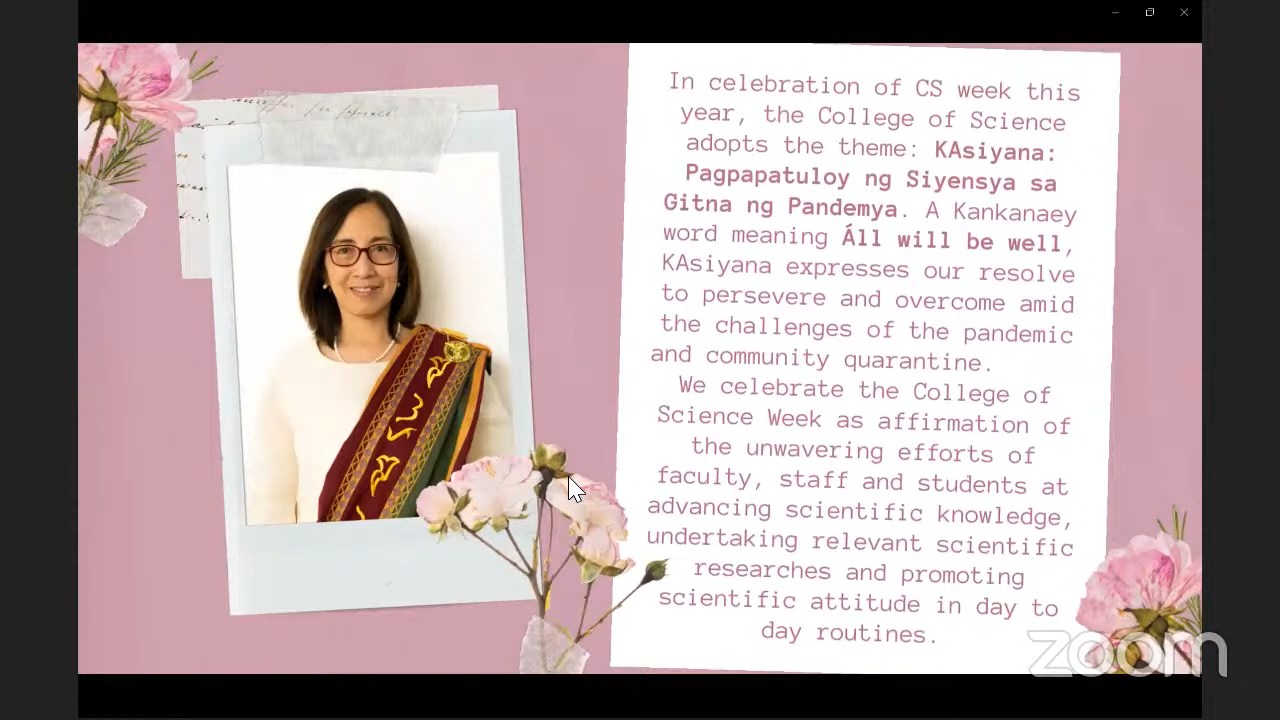 In celebration of CS week this
year, the College of Science
adopts the theme: KAsiyana:
Pagpapatuloy ng Siyensya sa
Gitna ng Pandemya. A Kankanaey
word meaning Áll will be well,
KAsiyana expresses our resolve
to persevere and overcome amid
the challenges of the pandemic
and community quarantine.
We celebrate the College of
Science Week as affirmation of
the unwavering efforts of
faculty, staff and students at
advancing scientific knowledge,
undertaking relevant scientific
researches and promoting
scientific attitude in day to
day routines.
zoom